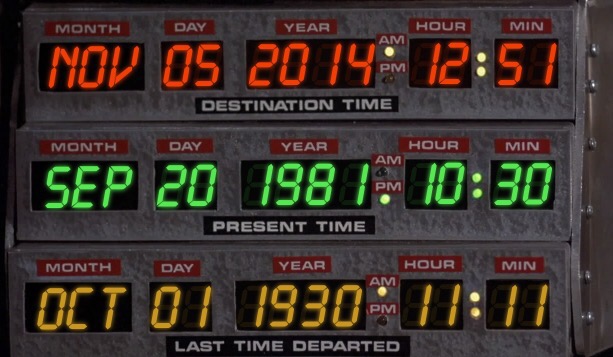 MONTH DAY YEAR AM PM HOUR MIN
NOV 05 2014 12:51
DESTINATION TIME
MONTH DAY YEAR AM PM HOUR MIN
SEP 20 1981 10:30
PRESENT TIME
MONTH DAY YEAR AM PM HOUR MIN
OCT 01 1930 11:11
LAST TIME DEPARTED